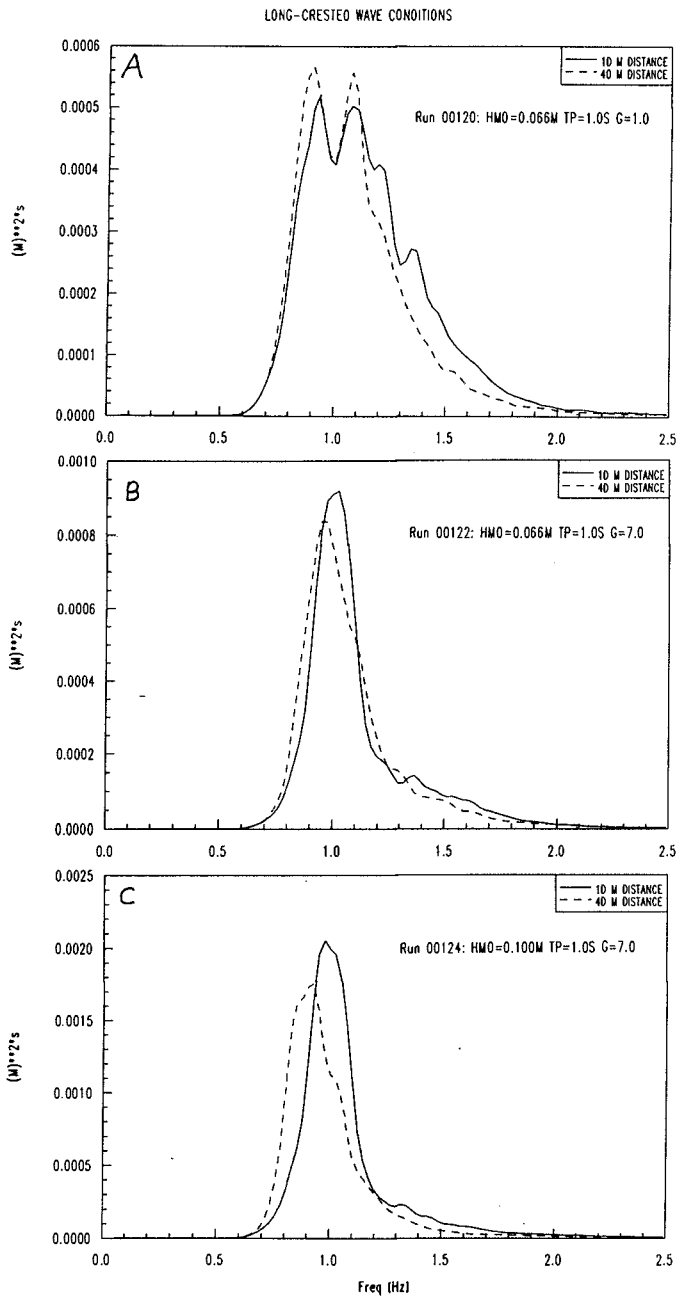 LONG-CRESTED WAVE CONDITIONS
A
10 M DISTANCE
40 M DISTANCE
Run 00120: HM0=0.066M TP=1.0S G=1.0
(M)**2*s
0.0006
0.0005
0.0004
0.0003
0.0002
0.0001
0.0000
0.0 0.5 1.0 1.5 2.0 2.5
B
10 M DISTANCE
40 M DISTANCE
Run 00122: HM0=0.066M TP=1.0S G=7.0
(M)**2*s
0.0010
0.0008
0.0006
0.0004
0.0002
0.0000
0.0 0.5 1.0 1.5 2.0 2.5
C
10 M DISTANCE
40 M DISTANCE
Run 00124: HM0=0.100M TP=1.0S G=7.0
(M)**2*s
0.0025
0.0020
0.0015
0.0010
0.0005
0.0000
0.0 0.5 1.0 1.5 2.0 2.5
Freq [Hz]